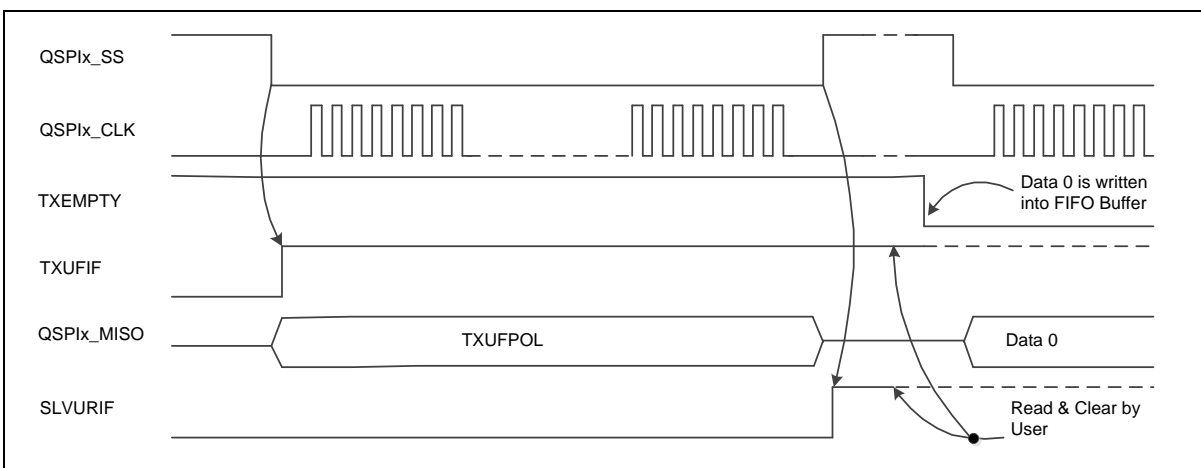 QSPIx_SS
QSPIx_CLK
TXEMPTY
Data 0 is written
into FIFO Buffer
TXUFIF
QSPIx_MISO
TXUFPOL
Data 0
SLVURIF
Read & Clear by
User